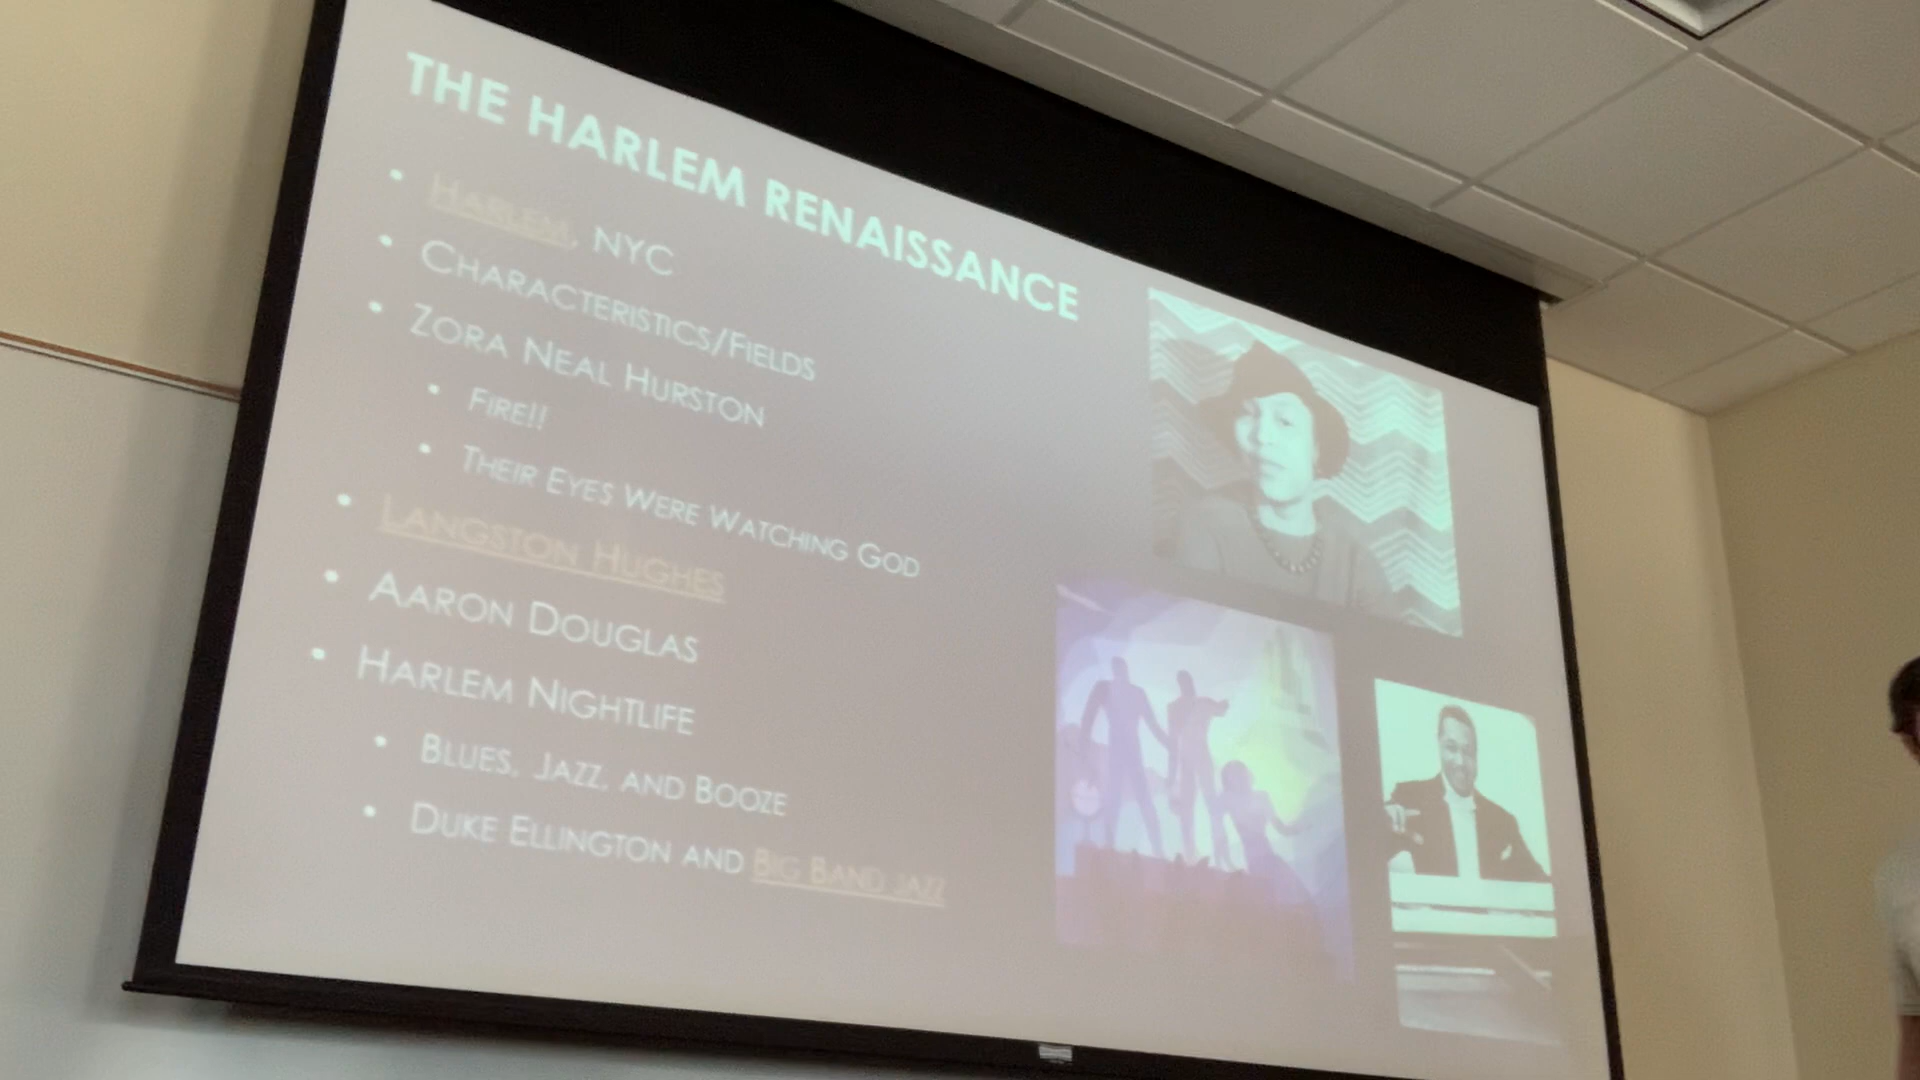 THE HARLEM RENAISSANCE
• HARLEM, NYC
• CHARACTERISTICS/FIELDS
• ZORA NEAL HURSTON
• FIRE!!
• THEIR EYES WERE WATCHING GOD
• LANGSTON HUGHES
• AARON DOUGLAS
• HARLEM NIGHTLIFE
• BLUES, JAZZ, AND BOOZE
• DUKE ELLINGTON AND BIG BAND JAZZ